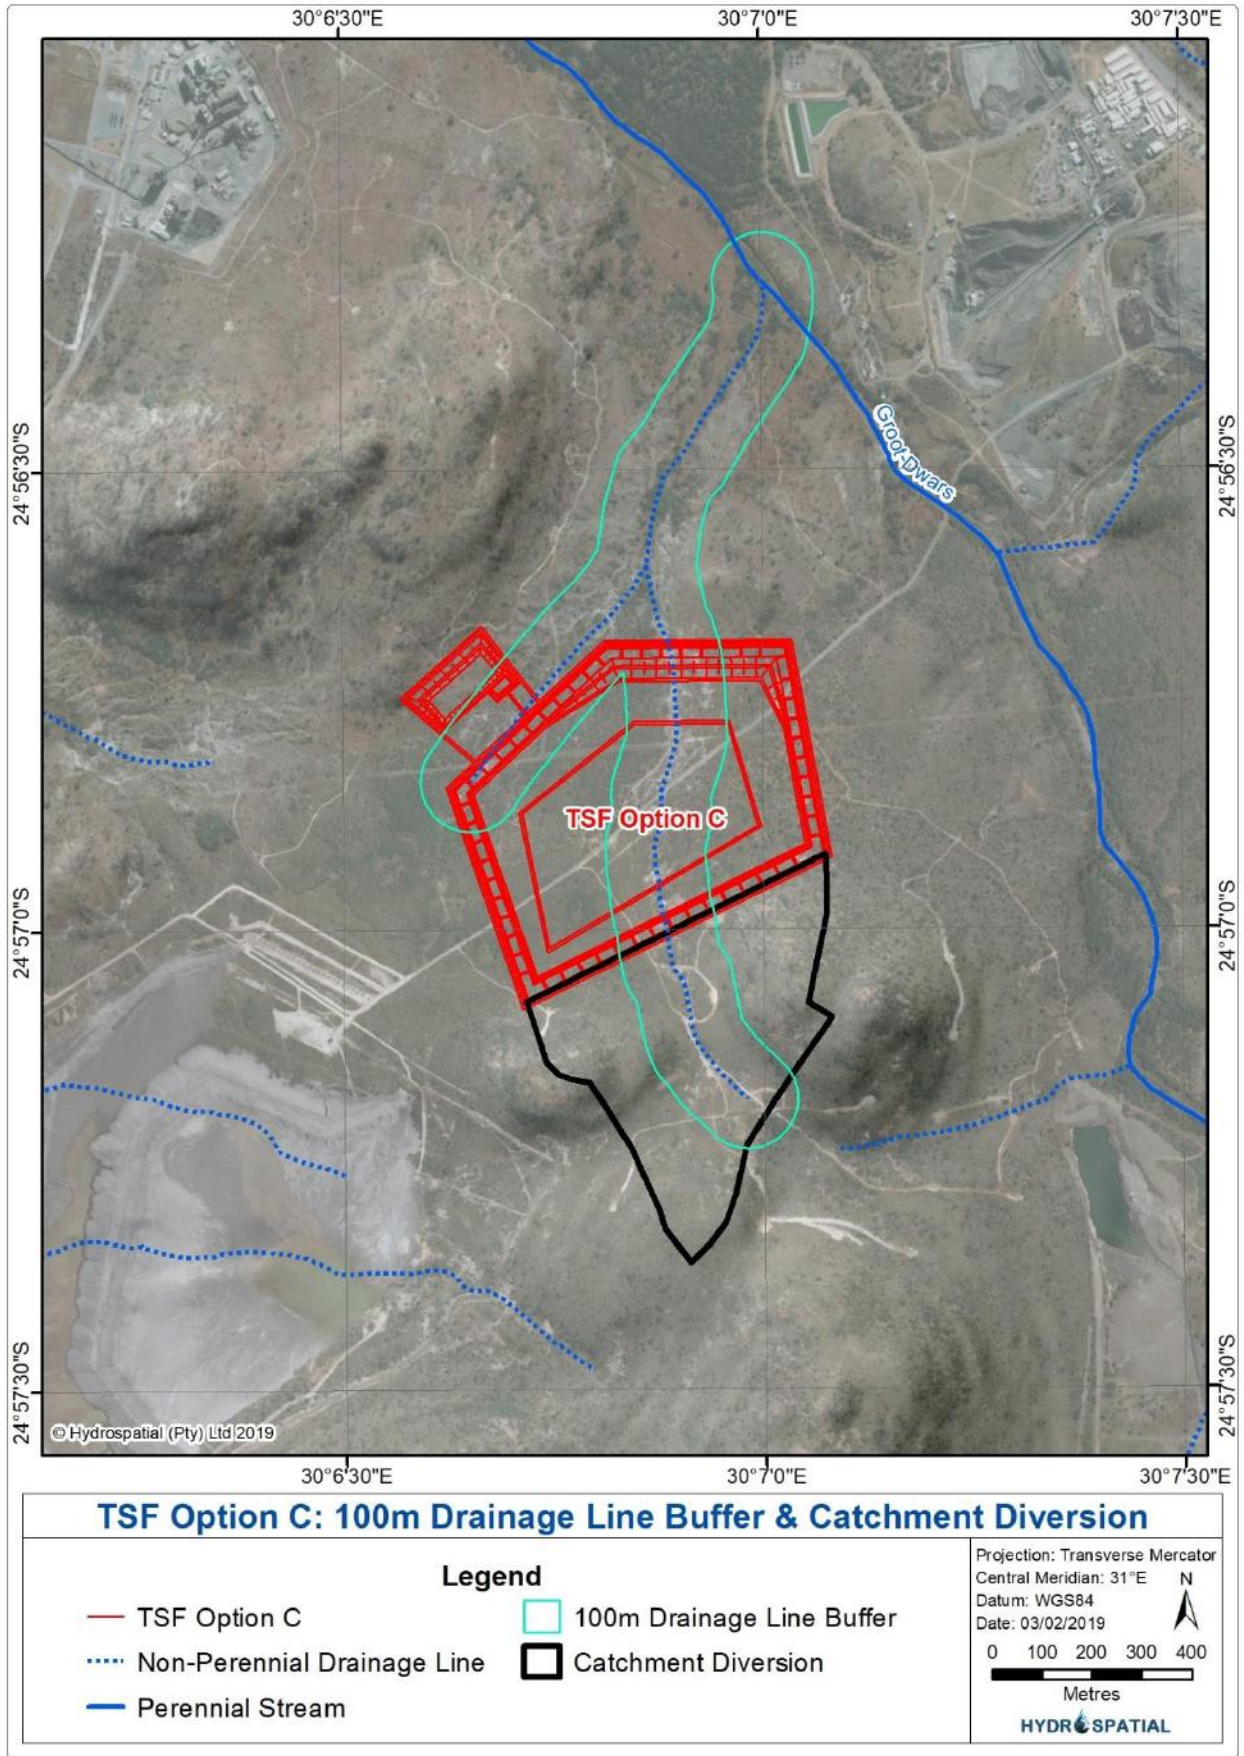 30°6'30"E 30°7'0"E 30°7'30"E
24°56'30"S 24°56'30"S
Groot-Dwars
TSF Option C
24°57'0"S 24°57'0"S
24°57'30"S 24°57'30"S
© Hydrospatial (Pty) Ltd 2019
30°6'30"E 30°7'0"E 30°7'30"E
TSF Option C: 100m Drainage Line Buffer & Catchment Diversion
Legend
TSF Option C
100m Drainage Line Buffer
Non-Perennial Drainage Line
Catchment Diversion
Perennial Stream
Projection: Transverse Mercator
Central Meridian: 31°E
N
Datum: WGS84
Date: 03/02/2019
0 100 200 300 400
Metres
HYDROSPATIAL